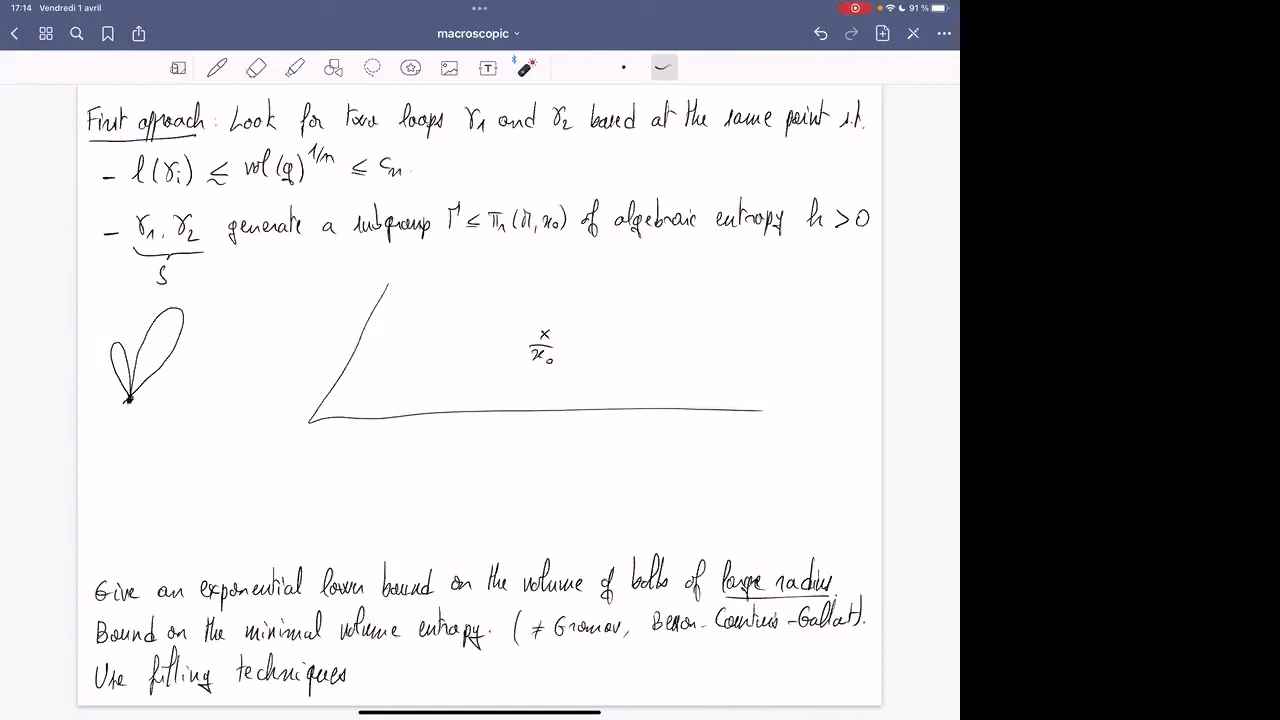 17:14 Vendredi 1 avril
91 %
macroscopic
First approach : Look for two loops γ1 and γ2 based at the same point s.t.
- l(γi) ≲ vol(g)^{1/n} ≤ cn.
- γ1, γ2 generate a subgroup Γ ≤ π1(M, x0) of algebraic entropy h > 0
S
x
x0
Give an exponential lower bound on the volume of balls of large radius.
Bound on the minimal volume entropy. ( ≠ Gromov, Besson-Courtois-Gallot).
Use filling techniques